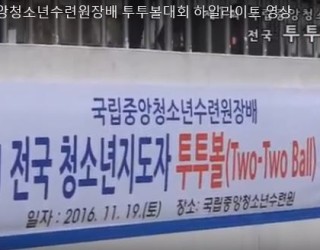 앙청소년수련원장배 투투볼대회 하일라이트 영상
전국 투투
국립중앙청소년수련원장배
전국 청소년지도자 투투볼(Two-Two Ball)
일자 : 2016. 11. 19.(토) 장소: 국립중앙청소년수련원